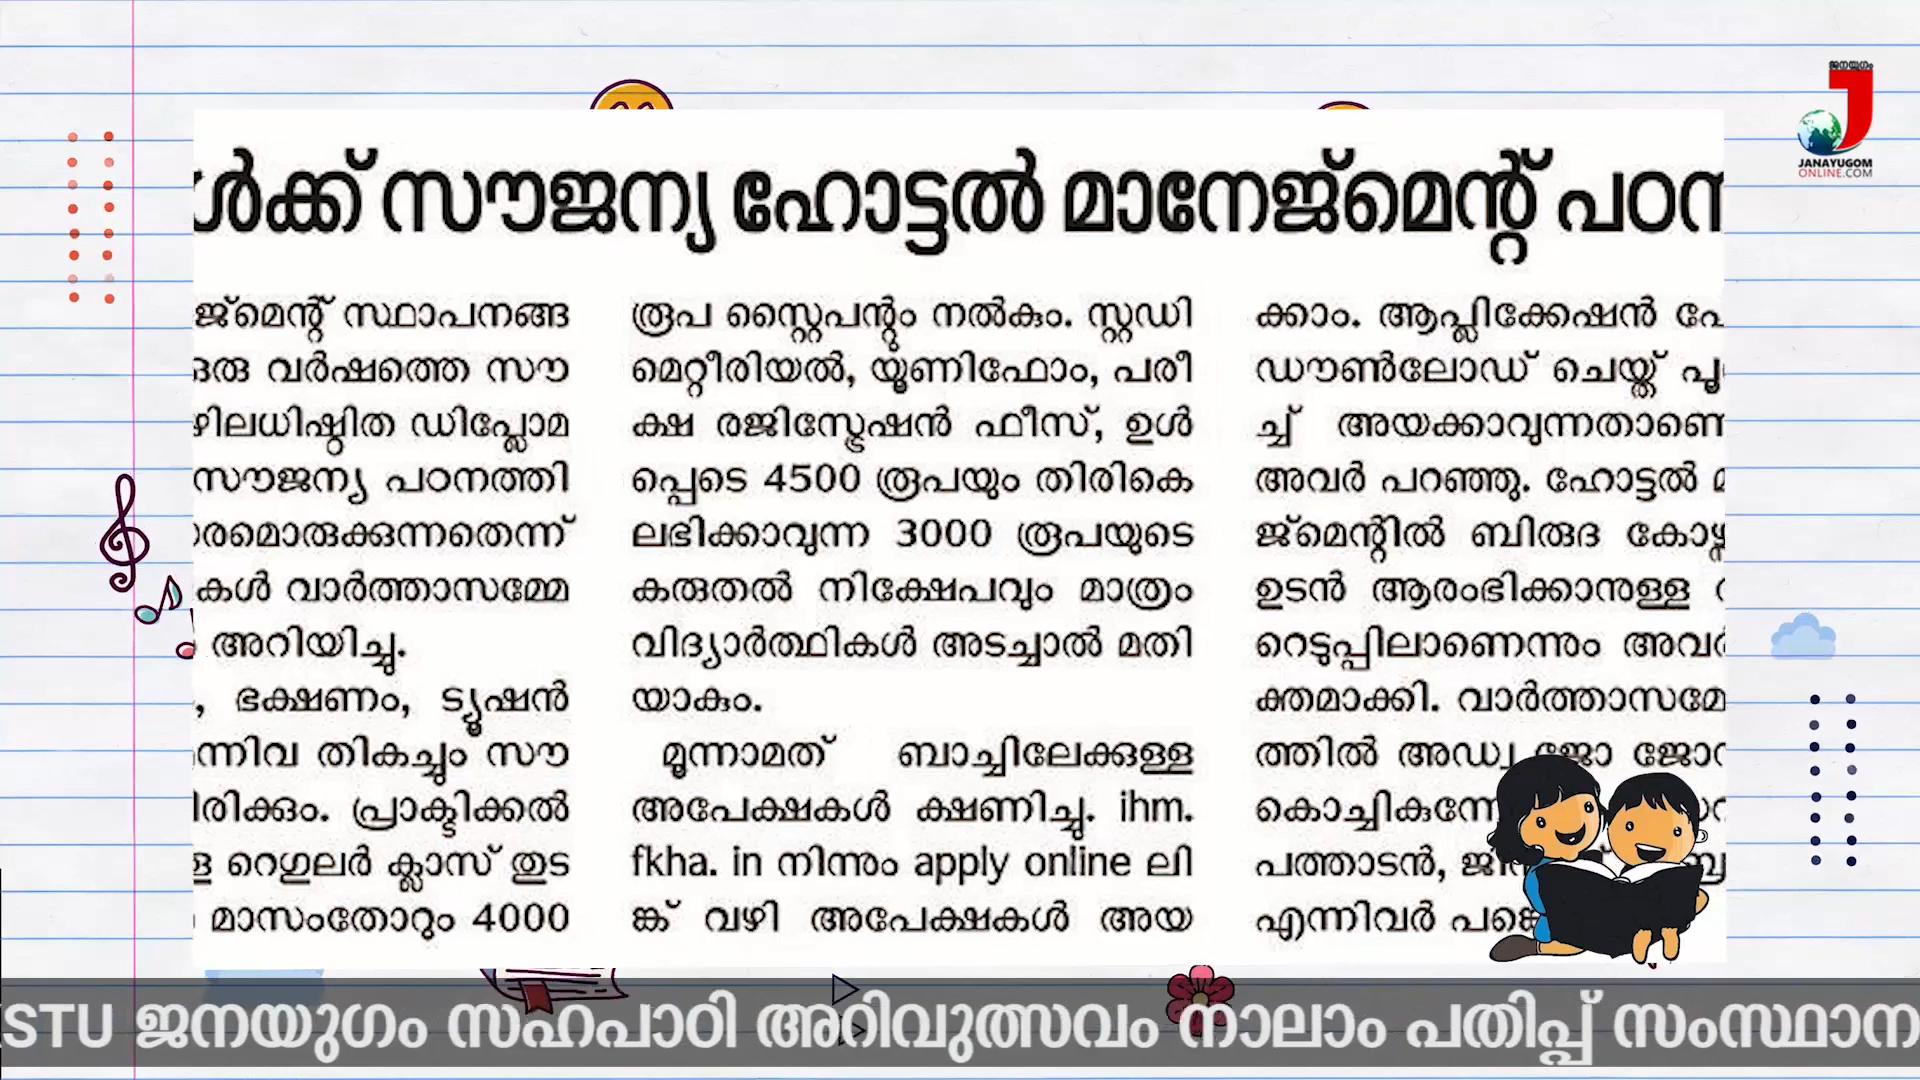 ജനയുഗം
JANAYUGOM
ONLINE.COM
ൾക്ക് സൗജന്യ ഹോട്ടൽ മാനേജ്മെന്റ് പഠന
ജ്മെന്റ് സ്ഥാപനങ്ങ
ഒരു വർഷത്തെ സൗ
ഴിലധിഷ്ഠിത ഡിപ്ലോമ
സൗജന്യ പഠനത്തി
രമൊരുക്കുന്നതെന്ന്
കൾ വാർത്താസമ്മേ
അറിയിച്ചു.
, ഭക്ഷണം, ട്യൂഷൻ
ന്നിവ തികച്ചും സൗ
രിക്കും. പ്രാക്ടിക്കൽ
ള റെഗുലർ ക്ലാസ് തുട
മാസംതോറും 4000
രൂപ സ്റ്റൈപന്റും നൽകും. സ്റ്റഡി
മെറ്റീരിയൽ, യൂണിഫോം, പരീ
ക്ഷ രജിസ്ട്രേഷൻ ഫീസ്, ഉൾ
പ്പെടെ 4500 രൂപയും തിരികെ
ലഭിക്കാവുന്ന 3000 രൂപയുടെ
കരുതൽ നിക്ഷേപവും മാത്രം
വിദ്യാർത്ഥികൾ അടച്ചാൽ മതി
യാകും.
മൂന്നാമത് ബാച്ചിലേക്കുള്ള
അപേക്ഷകൾ ക്ഷണിച്ചു. ihm.
fkha. in നിന്നും apply online ലി
ങ്ക് വഴി അപേക്ഷകൾ അയ
ക്കാം. ആപ്ലിക്കേഷൻ ഫോ
ഡൗൺലോഡ് ചെയ്ത് പൂ
ച്ച് അയക്കാവുന്നതാണെ
അവർ പറഞ്ഞു. ഹോട്ടൽ മ
ജ്മെന്റിൽ ബിരുദ കോഴ്സ
ഉടൻ ആരംഭിക്കാനുള്ള
റെടുപ്പിലാണെന്നും അവർ
ക്തമാക്കി. വാർത്താസമ്മേ
ത്തിൽ അഡ്വ ജോ ജോ
കൊച്ചികുന്നേ
പത്താടൻ,
എന്നിവർ
KSTU ജനയുഗം സഹപാഠി അറിവുത്സവം നാലാം പതിപ്പ് സംസ്ഥാന